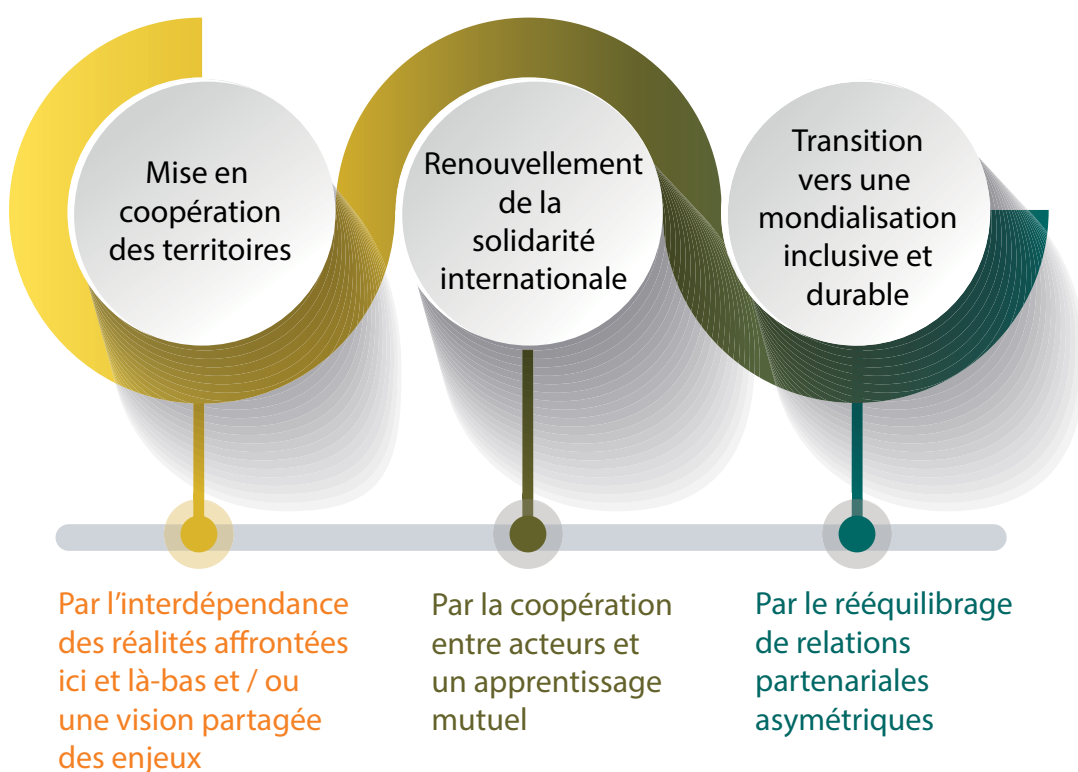 Mise en
coopération
des territoires
Renouvellement
de la
solidarité
internationale
Transition
vers une
mondialisation
inclusive et
durable
Par l’interdépendance
des réalités affrontées
ici et là-bas et / ou
une vision partagée
des enjeux
Par la coopération
entre acteurs et
un apprentissage
mutuel
Par le rééquilibrage
de relations
partenariales
asymétriques